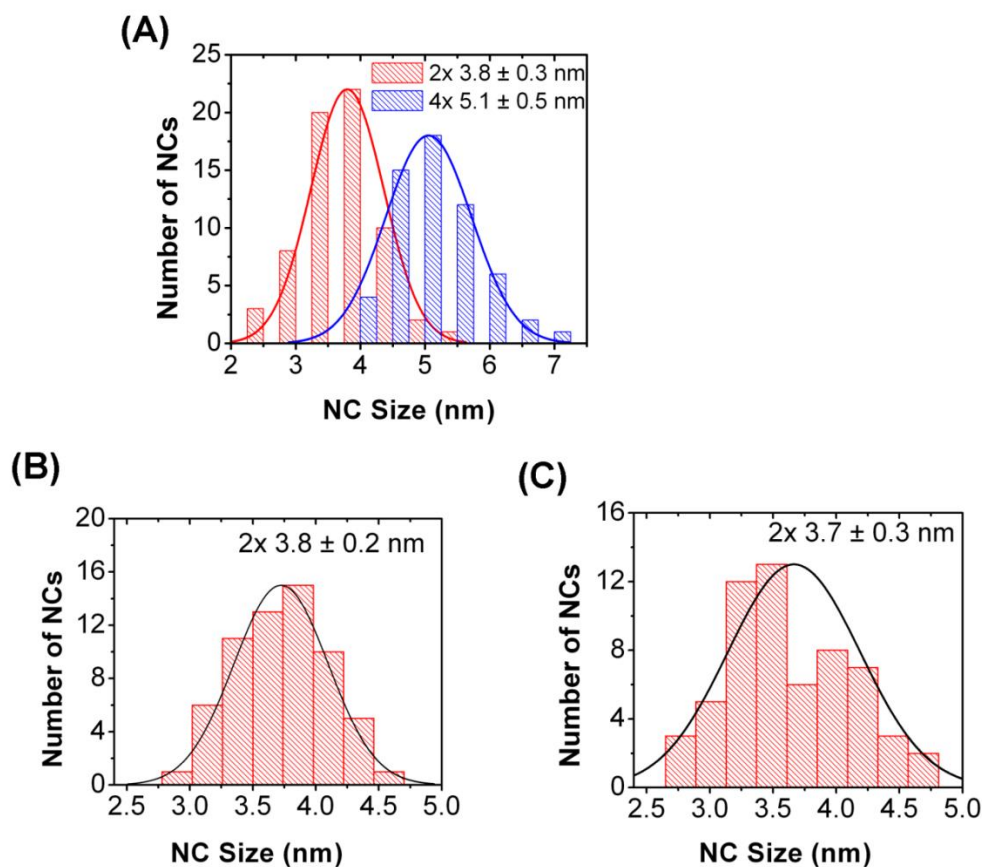 (A)
25
20
15
10
5
0
Number of NCs
2x 3.8 ± 0.3 nm
4x 5.1 ± 0.5 nm
2 3 4 5 6 7
NC Size (nm)
(B)
20
16
12
8
4
0
Number of NCs
2x 3.8 ± 0.2 nm
2.5 3.0 3.5 4.0 4.5 5.0
NC Size (nm)
(C)
16
12
8
4
0
Number of NCs
2x 3.7 ± 0.3 nm
2.5 3.0 3.5 4.0 4.5 5.0
NC Size (nm)